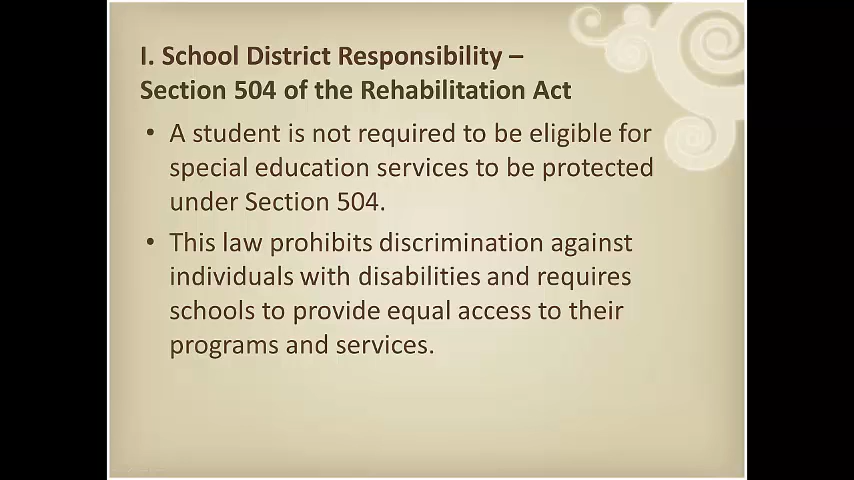 I. School District Responsibility –
Section 504 of the Rehabilitation Act
• A student is not required to be eligible for
special education services to be protected
under Section 504.
• This law prohibits discrimination against
individuals with disabilities and requires
schools to provide equal access to their
programs and services.